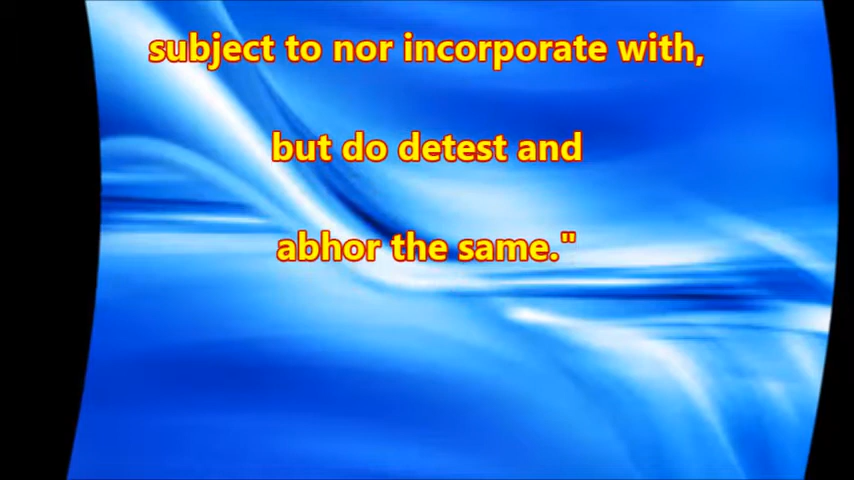 subject to nor incorporate with,
but do detest and
abhor the same."